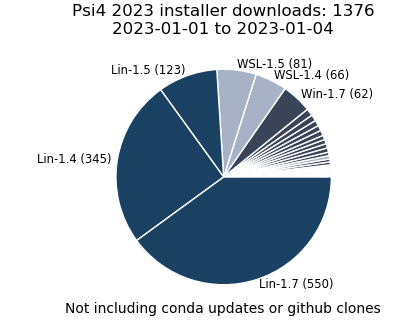 Psi4 2023 installer downloads: 1376
2023-01-01 to 2023-01-04
WSL-1.5 (81)
Lin-1.5 (123)
WSL-1.4 (66)
Win-1.7 (62)
Lin-1.4 (345)
Lin-1.7 (550)
Not including conda updates or github clones